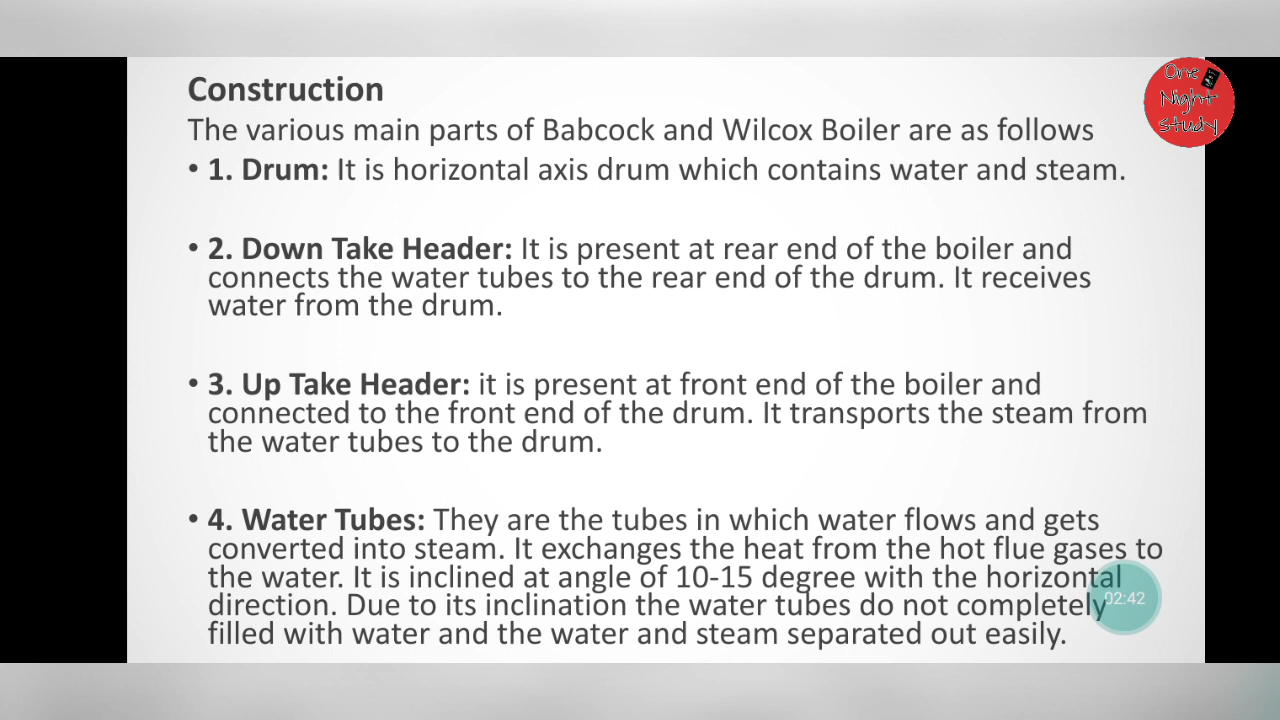 Construction
The various main parts of Babcock and Wilcox Boiler are as follows
• 1. Drum: It is horizontal axis drum which contains water and steam.
• 2. Down Take Header: It is present at rear end of the boiler and
connects the water tubes to the rear end of the drum. It receives
water from the drum.
• 3. Up Take Header: it is present at front end of the boiler and
connected to the front end of the drum. It transports the steam from
the water tubes to the drum.
• 4. Water Tubes: They are the tubes in which water flows and gets
converted into steam. It exchanges the heat from the hot flue gases to
the water. It is inclined at angle of 10-15 degree with the horizontal
direction. Due to its inclination the water tubes do not completely
filled with water and the water and steam separated out easily.
One
Night
Study
02:42